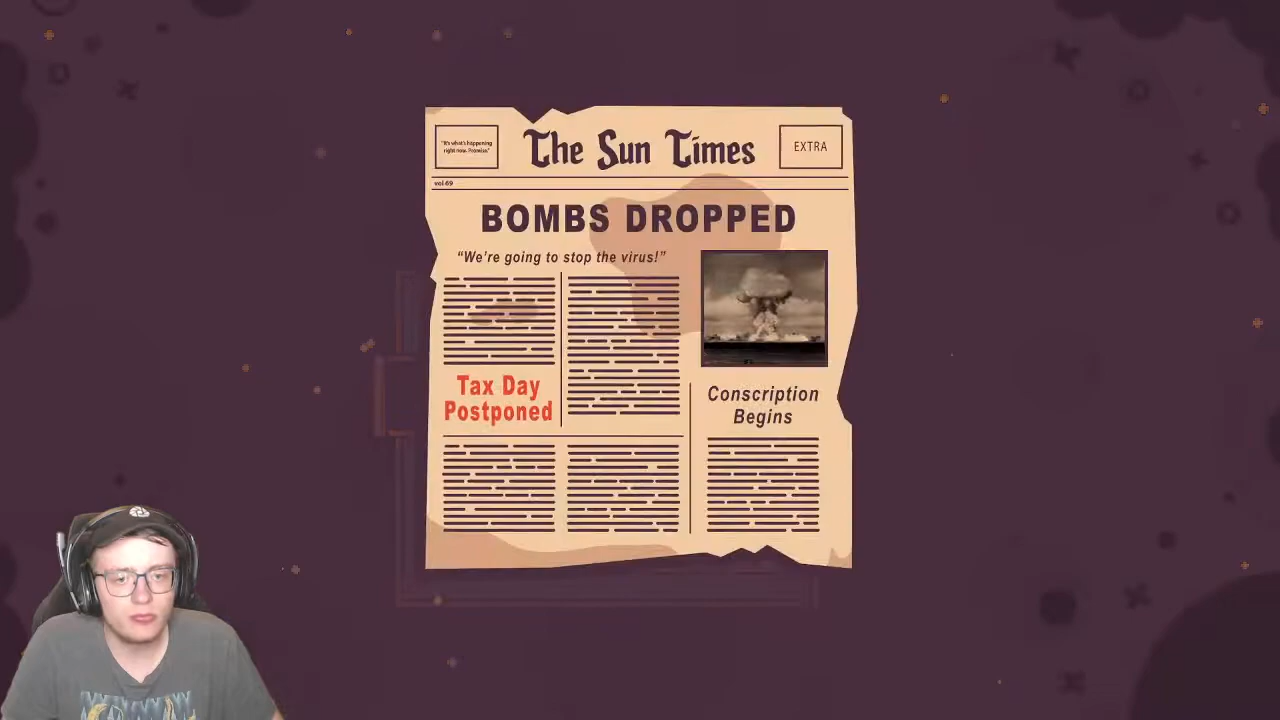 "It's what's happening
right now. Promise."
The Sun Times
EXTRA
vol.69
BOMBS DROPPED
"We're going to stop the virus!"
Tax Day
Postponed
Conscription
Begins